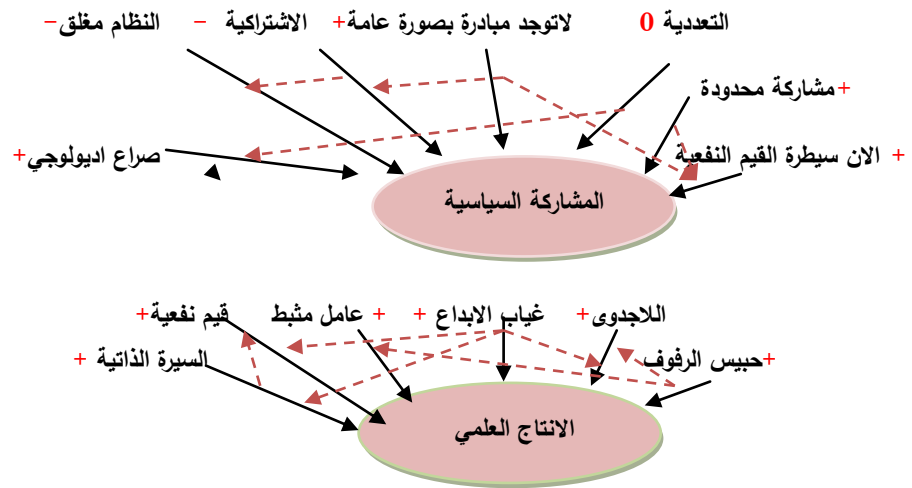 التعددية 0 لاتوجد مبادرة بصورة عامة+ الاشتراكية − النظام مغلق−
+مشاركة محدودة
صراع اديولوجي+
+ الان سيطرة القيم النفعية
المشاركة السياسية
اللاجدوى+ غياب الابداع + عامل مثبط + قيم نفعية+
+حبيس الرفوف
السيرة الذاتية +
الانتاج العلمي